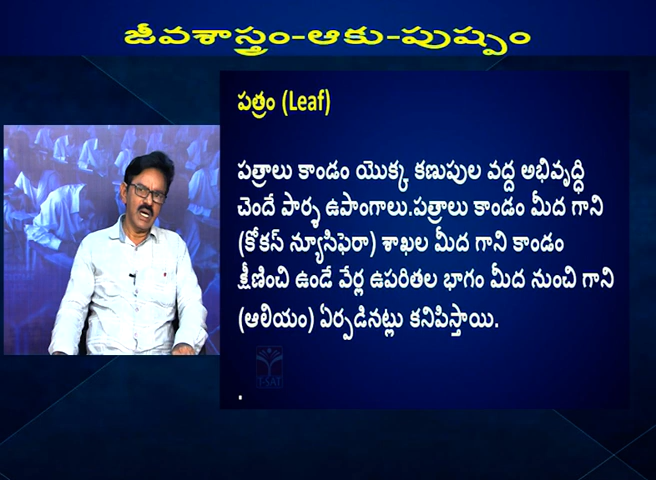 జీవశాస్త్రం-ఆకు-పుష్పం
పత్రం (Leaf)
పత్రాలు కాండం యొక్క కణుపుల వద్ద అభివృద్ధి
చెందే పార్శ ఉపాంగాలు.పత్రాలు కాండం మీద గాని
(కోకస్ న్యూసిఫెరా) శాఖల మీద గాని కాండం
క్షీణించి ఉండే వేర్ల ఉపరితల భాగం మీద నుంచి గాని
(ఆలియం) ఏర్పడినట్లు కనిపిస్తాయి.
T-SAT
.